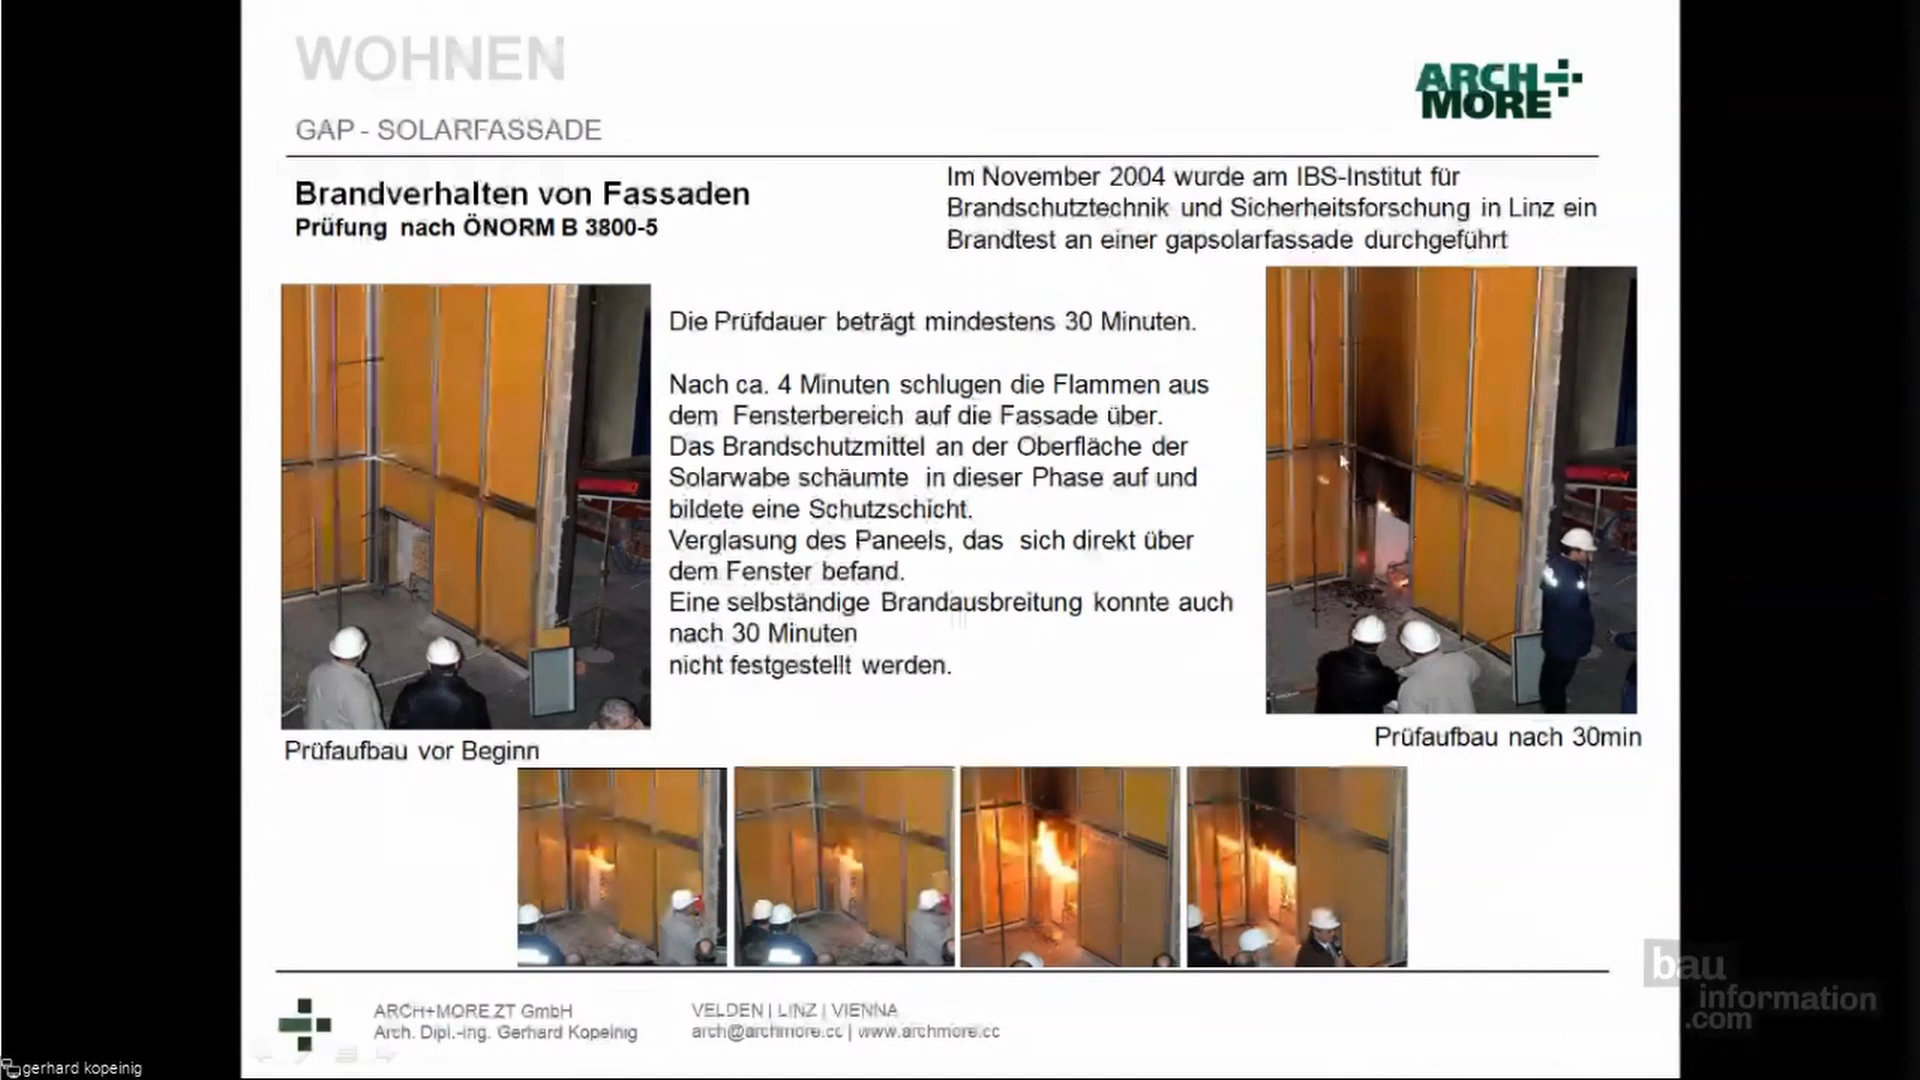 WOHNEN
GAP - SOLARFASSADE
ARCH
MORE
Brandverhalten von Fassaden
Prüfung nach ÖNORM B 3800-5
Im November 2004 wurde am IBS-Institut für
Brandschutztechnik und Sicherheitsforschung in Linz ein
Brandtest an einer gapsolarfassade durchgeführt
Die Prüfdauer beträgt mindestens 30 Minuten.
Nach ca. 4 Minuten schlugen die Flammen aus
dem Fensterbereich auf die Fassade über.
Das Brandschutzmittel an der Oberfläche der
Solarwabe schäumte in dieser Phase auf und
bildete eine Schutzschicht.
Verglasung des Paneels, das sich direkt über
dem Fenster befand.
Eine selbständige Brandausbreitung konnte auch
nach 30 Minuten
nicht festgestellt werden.
Prüfaufbau vor Beginn
Prüfaufbau nach 30min
ARCH+MORE ZT GmbH
Arch. Dipl.-Ing. Gerhard Kopeinig
VELDEN | LINZ | VIENNA
arch@archmore.cc | www.archmore.cc
bau
information
.com
gerhard kopeinig